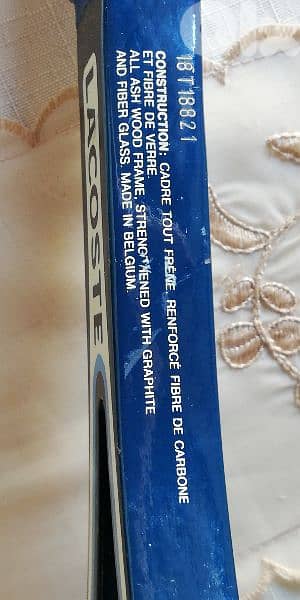 18T18821
CONSTRUCTION: CADRE TOUT FRÊNE, RENFORCÉ FIBRE DE CARBONE
ET FIBRE DE VERRE.
ALL ASH WOOD FRAME, STRENGTHENED WITH GRAPHITE
AND FIBER GLASS. MADE IN BELGIUM.
LACOSTE